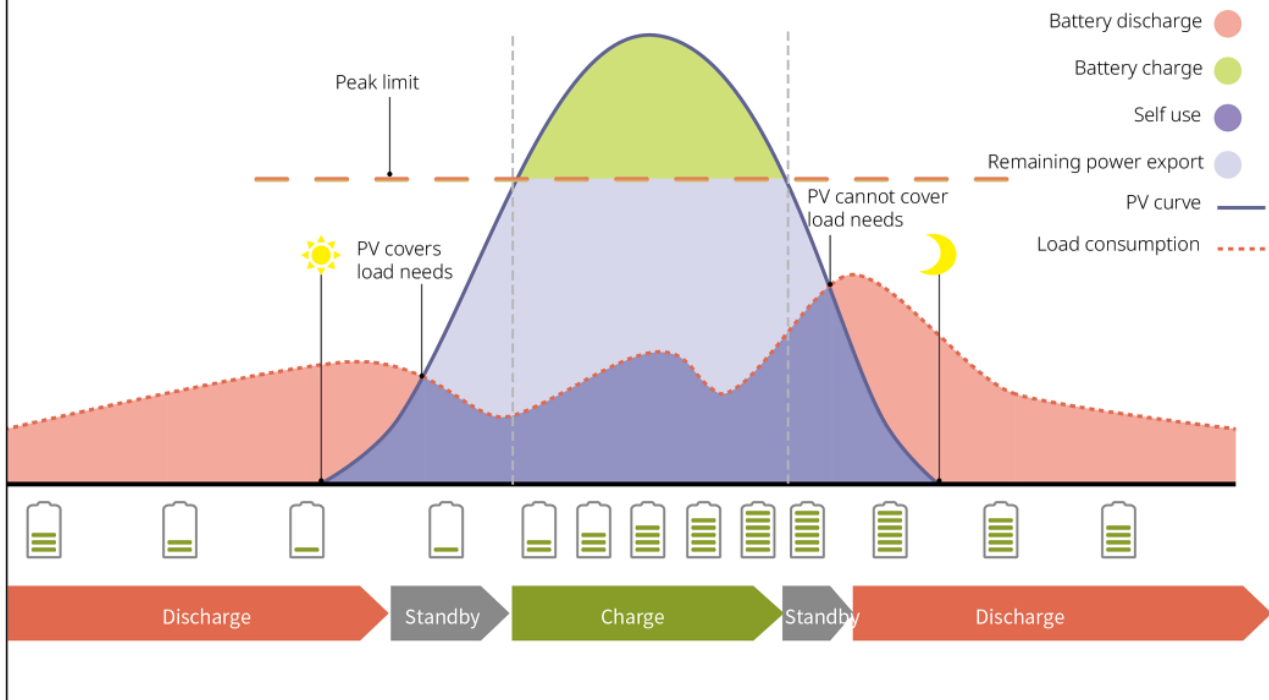 Battery discharge
Battery charge
Self use
Remaining power export
PV curve
Load consumption
Peak limit
PV covers
load needs
PV cannot cover
load needs
Discharge
Standby
Charge
Standby
Discharge